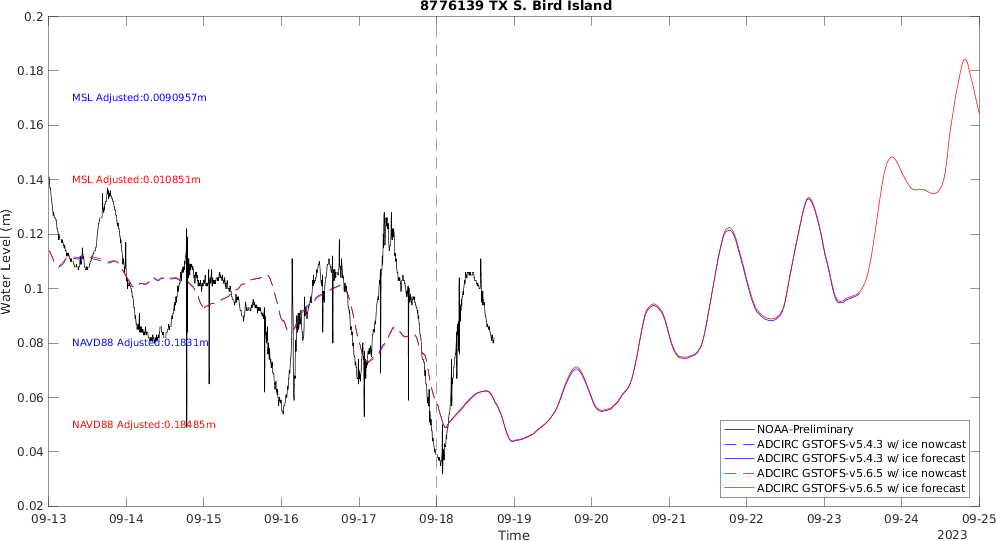 8776139 TX S. Bird Island
0.2
0.18
0.16
0.14
0.12
0.1
0.08
0.06
0.04
0.02
Water Level (m)
MSL Adjusted:0.0090957m
MSL Adjusted:0.010851m
NAVD88 Adjusted:0.1831m
NAVD88 Adjusted:0.18485m
NOAA-Preliminary
ADCIRC GSTOFS-v5.4.3 w/ ice nowcast
ADCIRC GSTOFS-v5.4.3 w/ ice forecast
ADCIRC GSTOFS-v5.6.5 w/ ice nowcast
ADCIRC GSTOFS-v5.6.5 w/ ice forecast
09-13 09-14 09-15 09-16 09-17 09-18 09-19 09-20 09-21 09-22 09-23 09-24 09-25
Time
2023